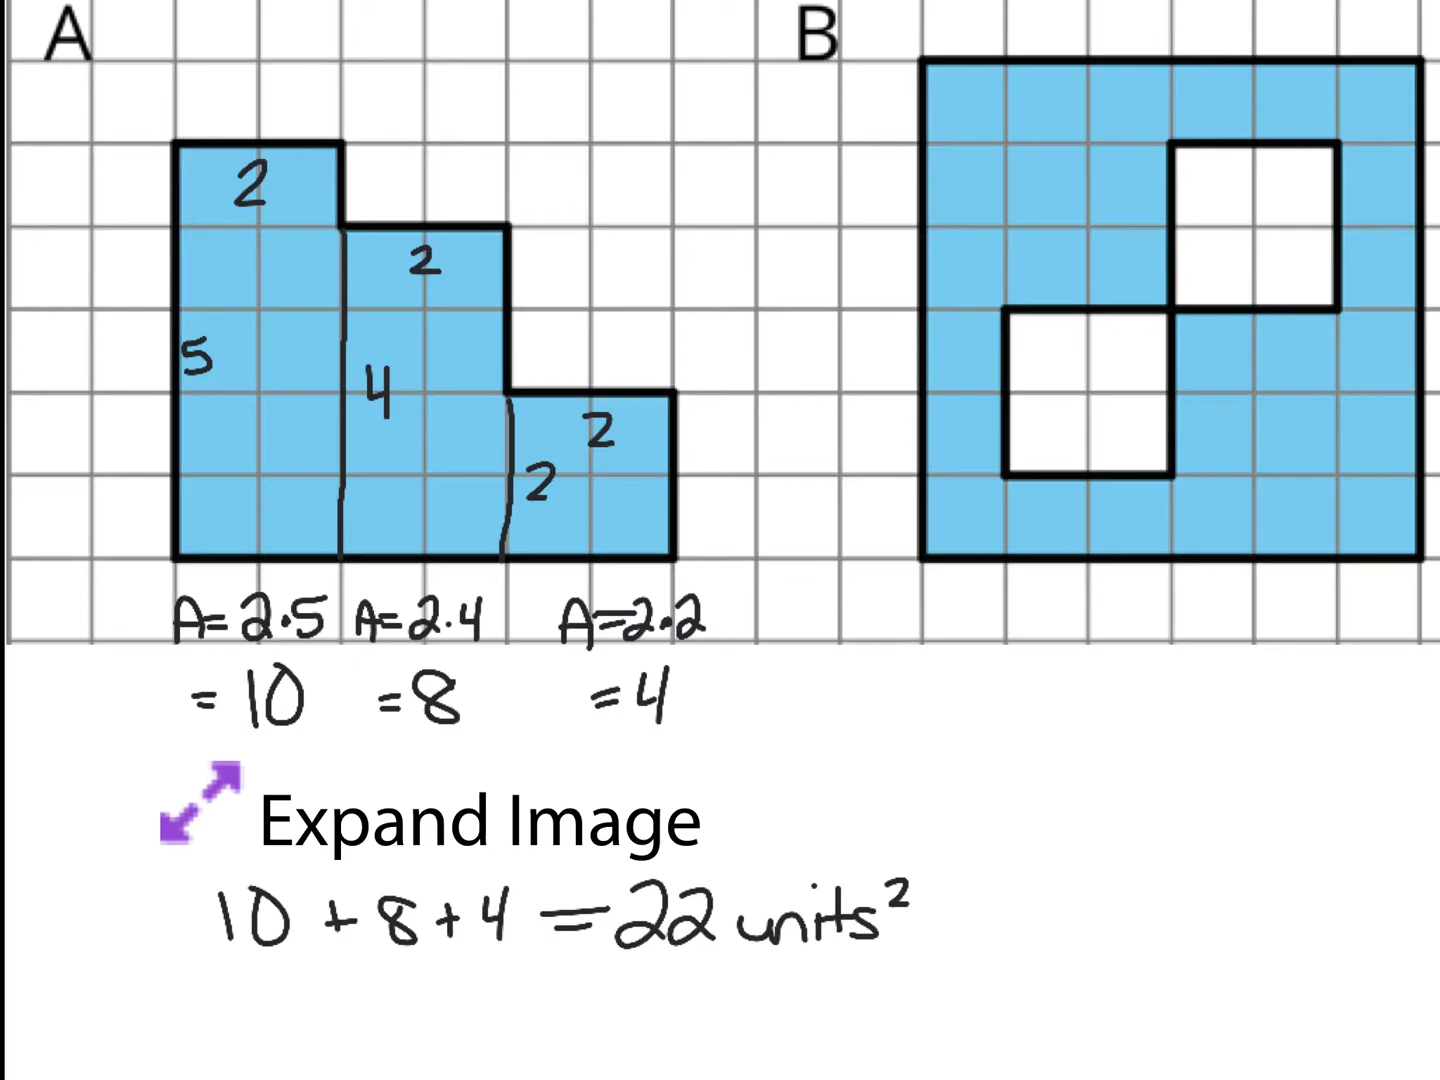 A B
2
2
5
4
2
2
A=2·5 A=2.4 A=2·2
=10 =8 =4
Expand Image
10+8+4=22 units²